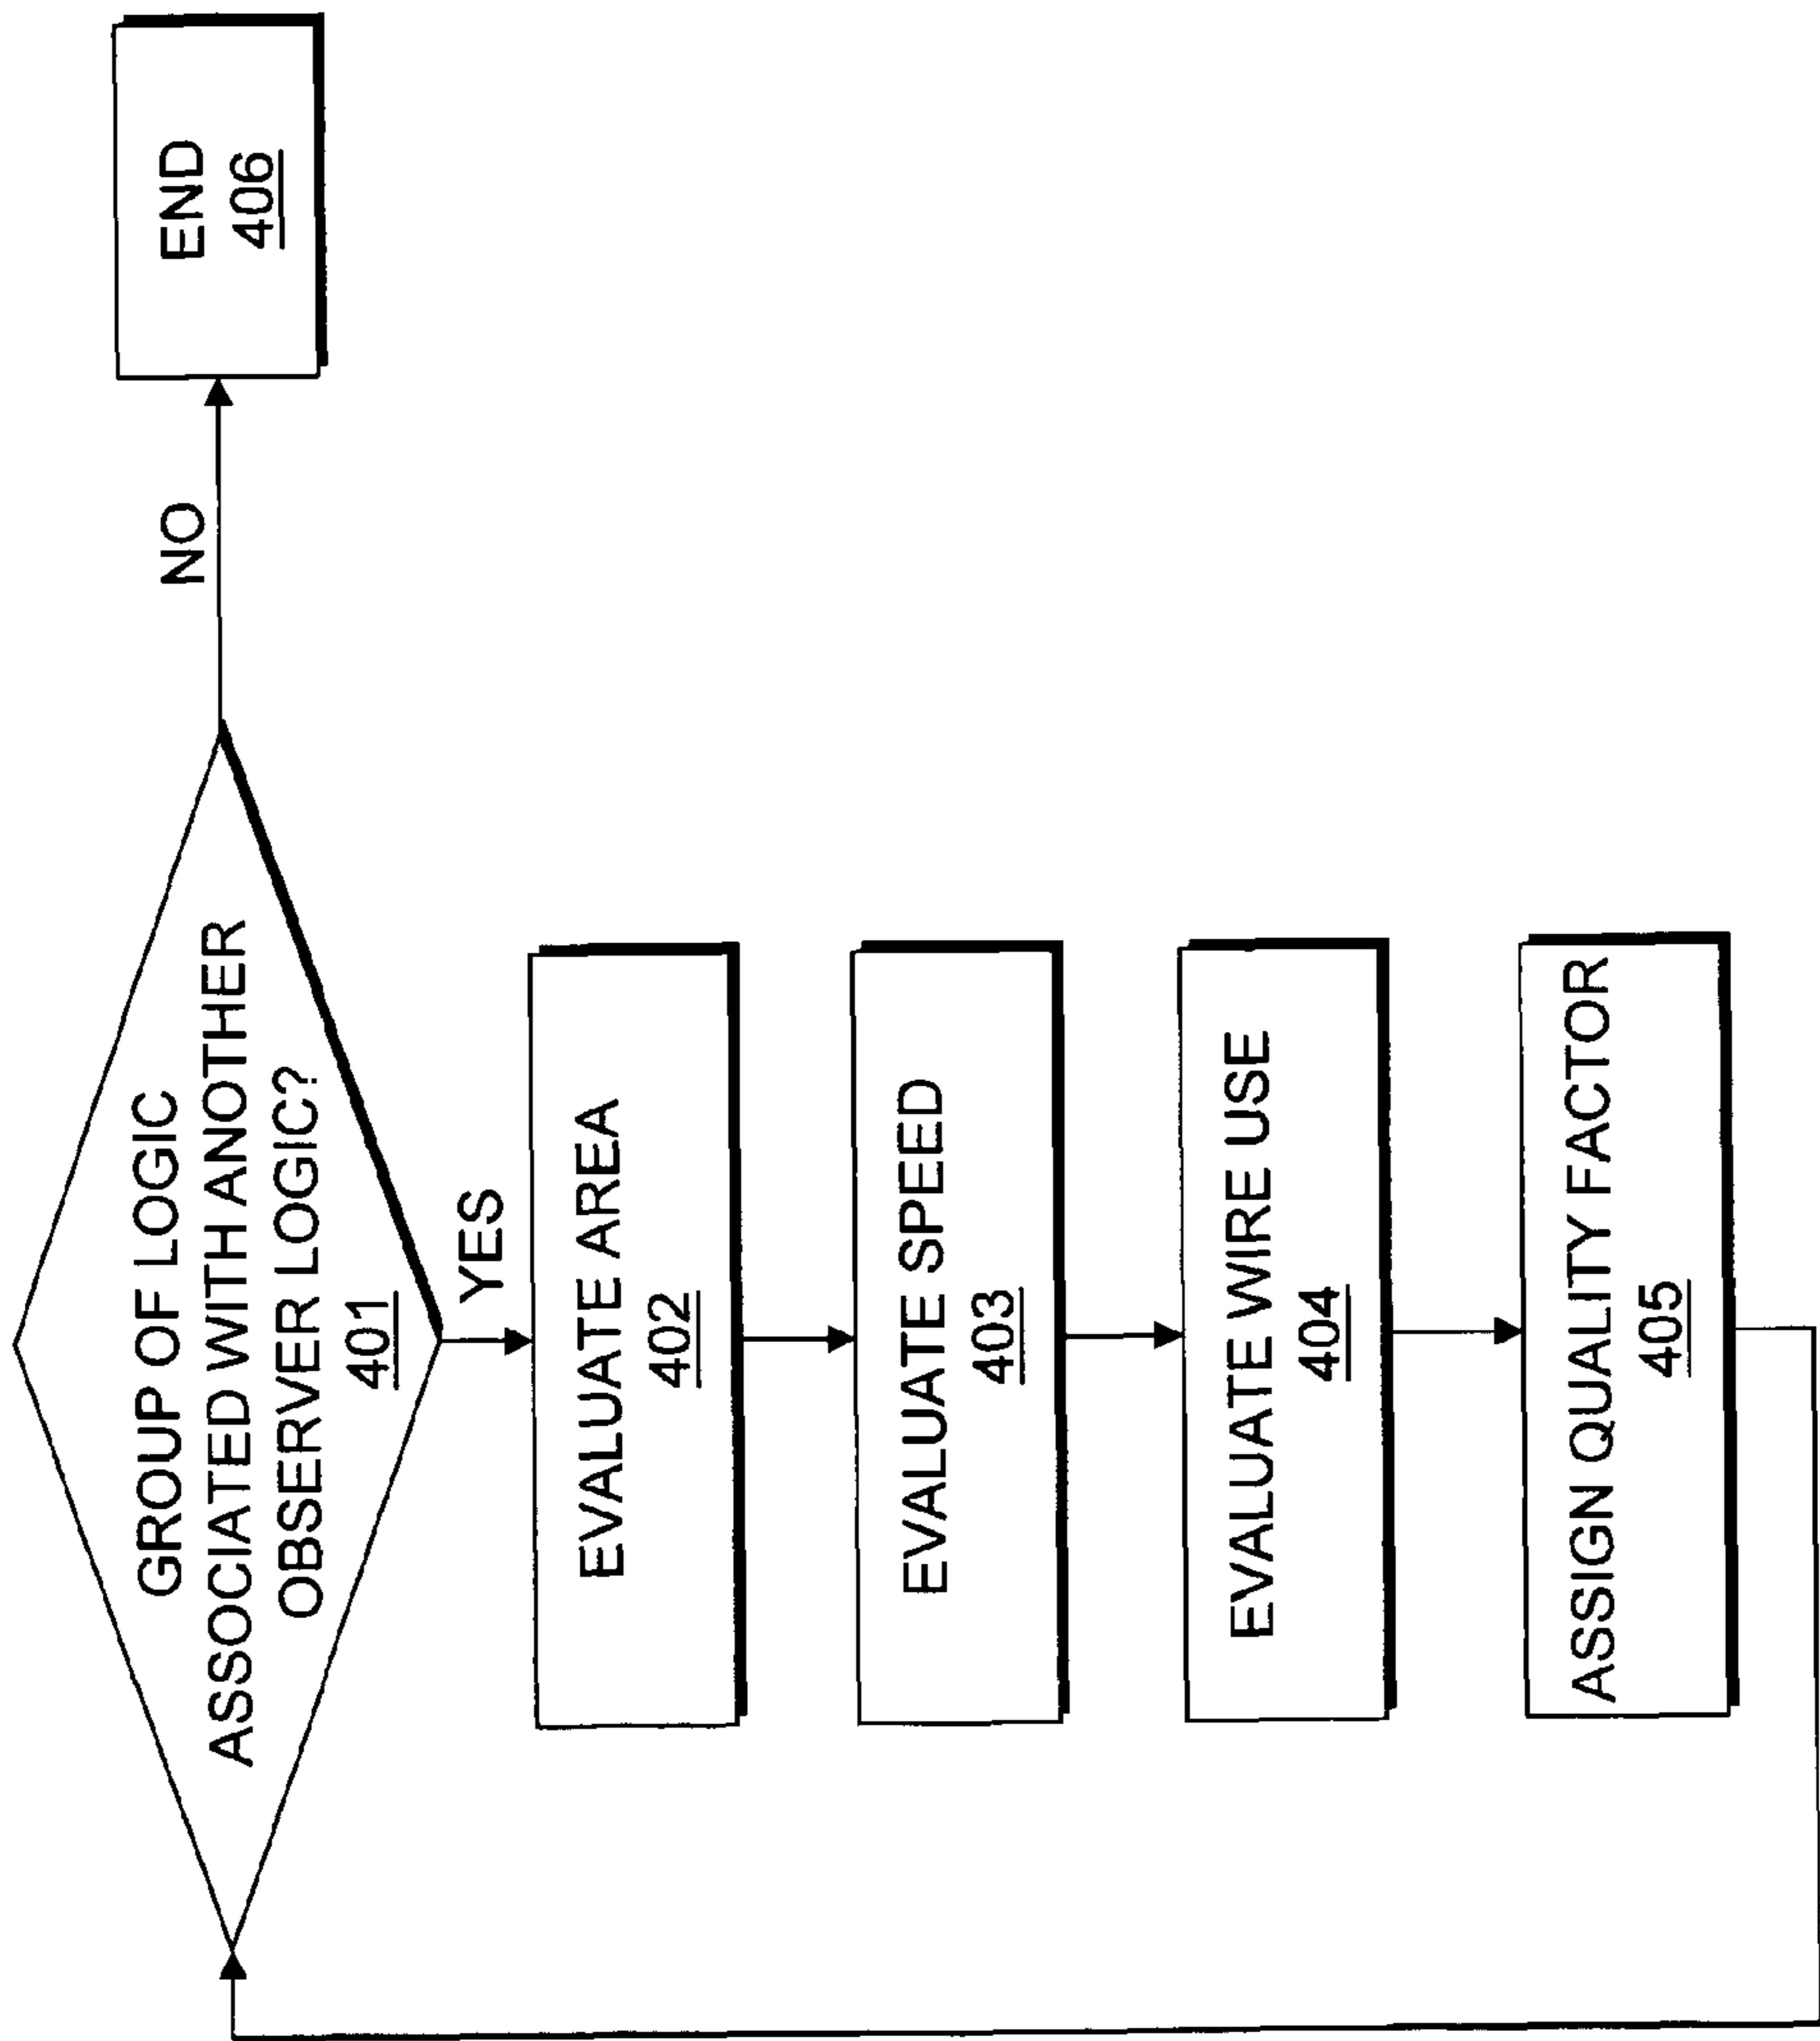 GROUP OF LOGIC
ASSOCIATED WITH ANOTHER
OBSERVER LOGIC?
401
NO
END
406
YES
EVALUATE AREA
402
EVALUATE SPEED
403
EVALUATE WIRE USE
404
ASSIGN QUALITY FACTOR
405